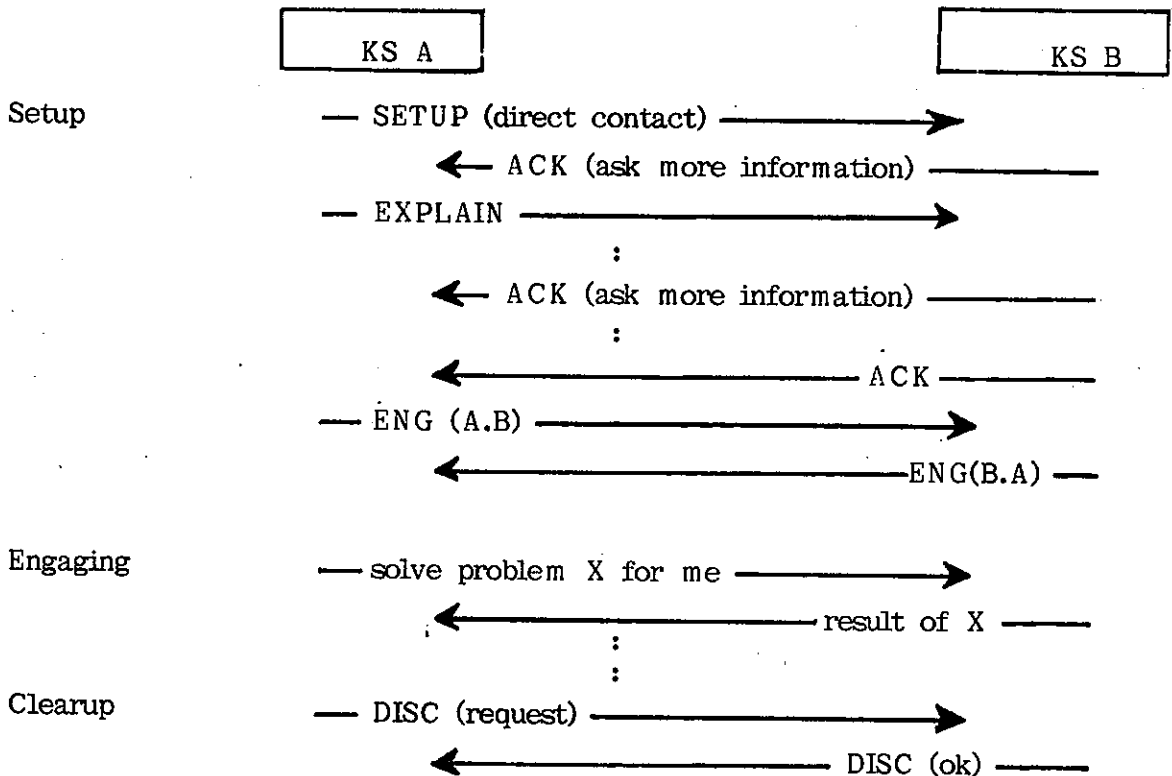 KS A KS B
Setup SETUP (direct contact)
ACK (ask more information)
EXPLAIN
:
ACK (ask more information)
:
ACK
ENG (A.B)
ENG(B.A)
Engaging solve problem X for me
result of X
:
:
Clearup DISC (request)
DISC (ok)